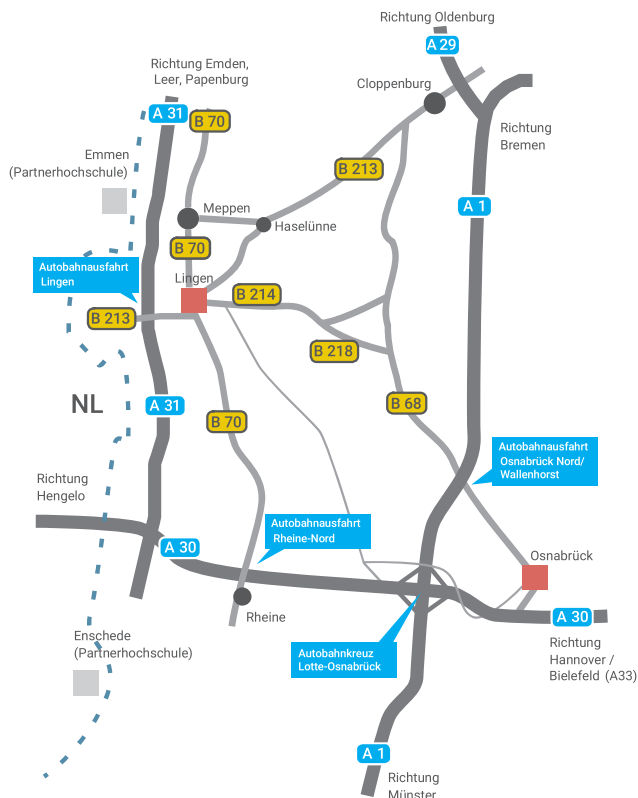 Richtung Oldenburg
A 29
Richtung Emden,
Leer, Papenburg
Cloppenburg
A 31
B 70
Richtung
Bremen
Emmen
(Partnerhochschule)
B 213
A 1
Meppen
Haselünne
B 70
Autobahnausfahrt
Lingen
Lingen
B 214
B 213
B 218
NL
A 31
B 70
B 68
Autobahnausfahrt
Osnabrück Nord/
Wallenhorst
Richtung
Hengelo
Autobahnausfahrt
Rheine-Nord
A 30
Osnabrück
Rheine
A 30
Enschede
(Partnerhochschule)
Autobahnkreuz
Lotte-Osnabrück
Richtung
Hannover /
Bielefeld (A33)
A 1
Richtung
Münster